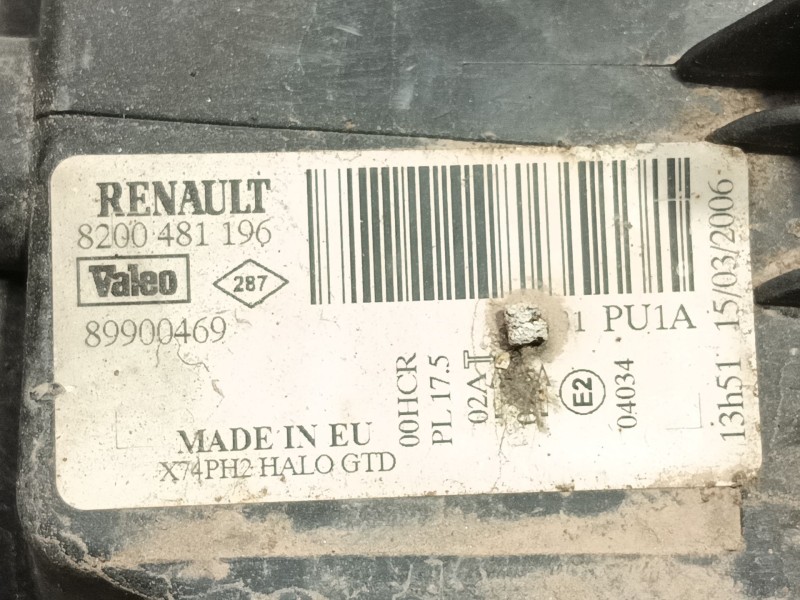 RENAULT
8200 481 196
Valeo
287
89900469
PU1A
00HCR
PL 17.5
02A
E2
04034
13h51 15/03/2006
MADE IN EU
X74PH2 HALO GTD